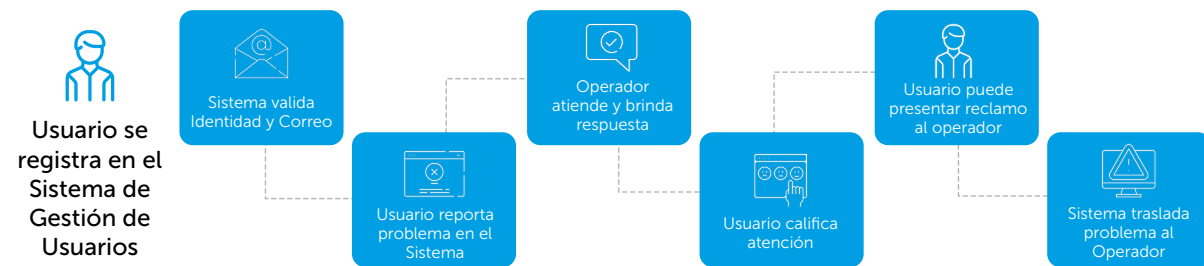 Usuario se
registra en el
Sistema de
Gestión de
Usuarios
Sistema valida
Identidad y Correo
Usuario reporta
problema en el
Sistema
Operador
atiende y brinda
respuesta
Usuario califica
atención
Usuario puede
presentar reclamo
al operador
Sistema traslada
problema al
Operador